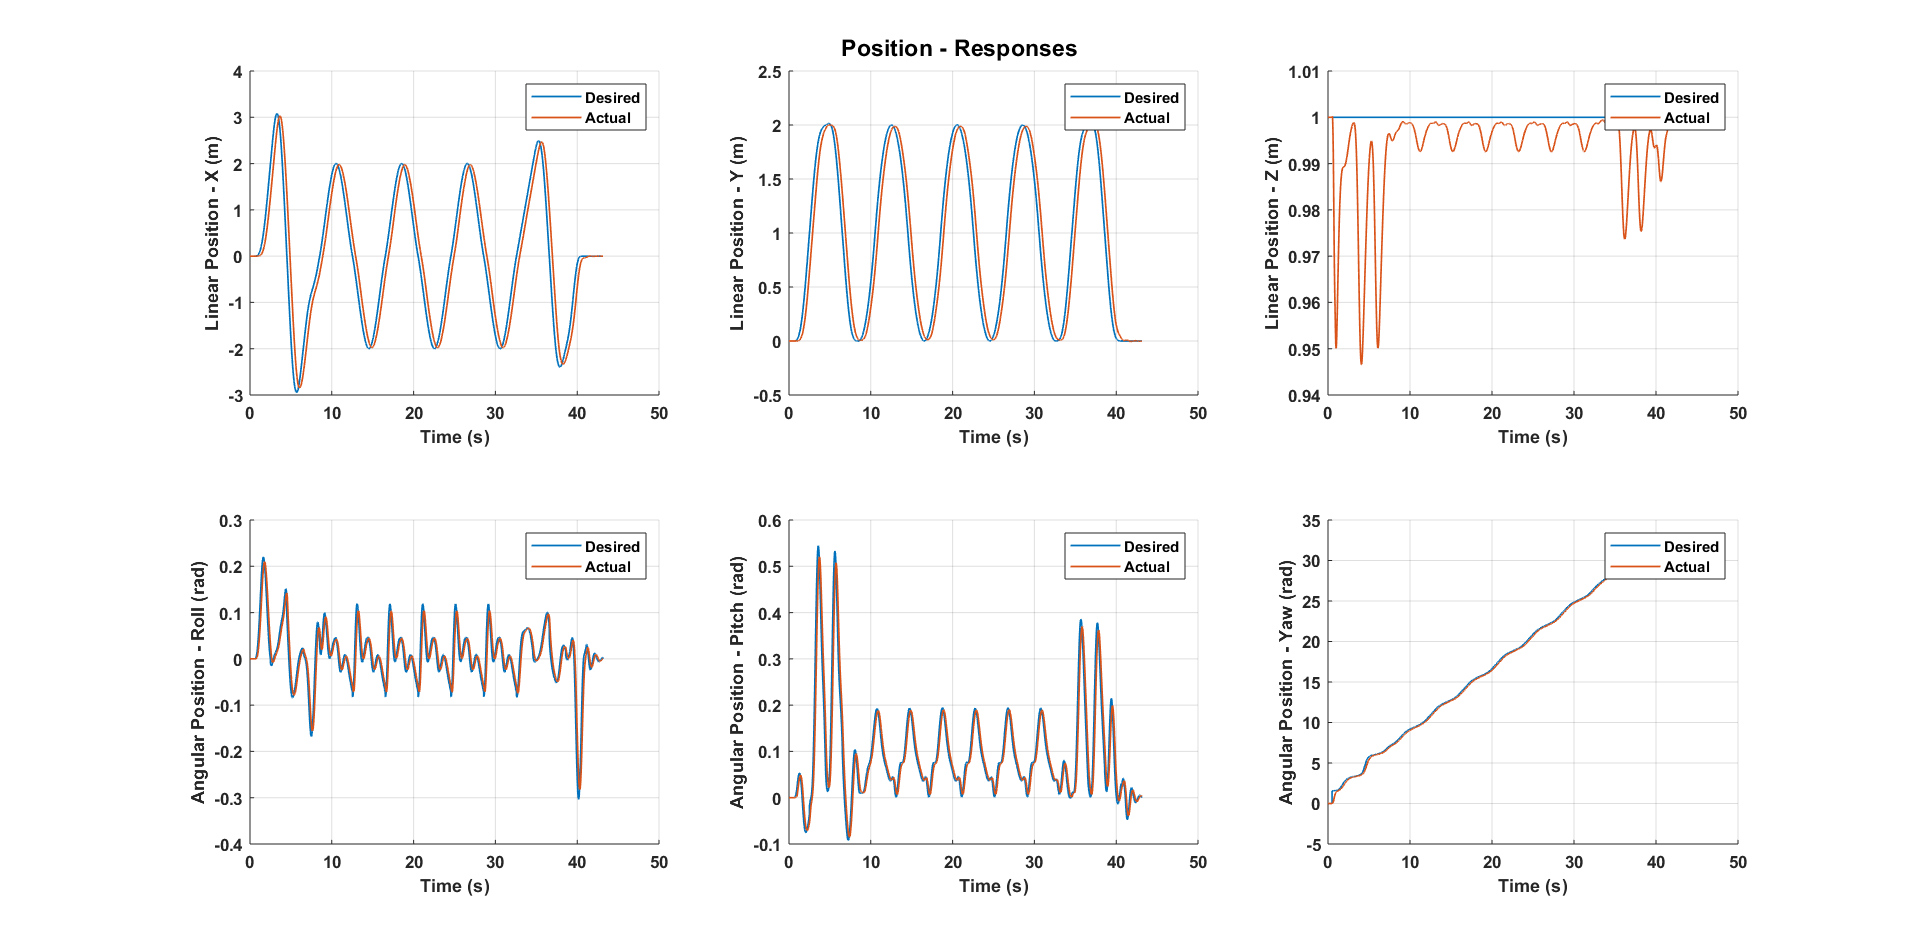 Position - Responses
4
3
2
1
0
-1
-2
-3
Linear Position - X (m)
0 10 20 30 40 50
Time (s)
Desired
Actual
2.5
2
1.5
1
0.5
0
-0.5
Linear Position - Y (m)
0 10 20 30 40 50
Time (s)
Desired
Actual
1.01
1
0.99
0.98
0.97
0.96
0.95
0.94
Linear Position - Z (m)
0 10 20 30 40 50
Time (s)
Desired
Actual
0.3
0.2
0.1
0
-0.1
-0.2
-0.3
-0.4
Angular Position - Roll (rad)
0 10 20 30 40 50
Time (s)
Desired
Actual
0.6
0.5
0.4
0.3
0.2
0.1
0
-0.1
Angular Position - Pitch (rad)
0 10 20 30 40 50
Time (s)
Desired
Actual
35
30
25
20
15
10
5
0
-5
Angular Position - Yaw (rad)
0 10 20 30 40 50
Time (s)
Desired
Actual